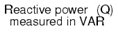 Reactive power (Q)
measured in VAR